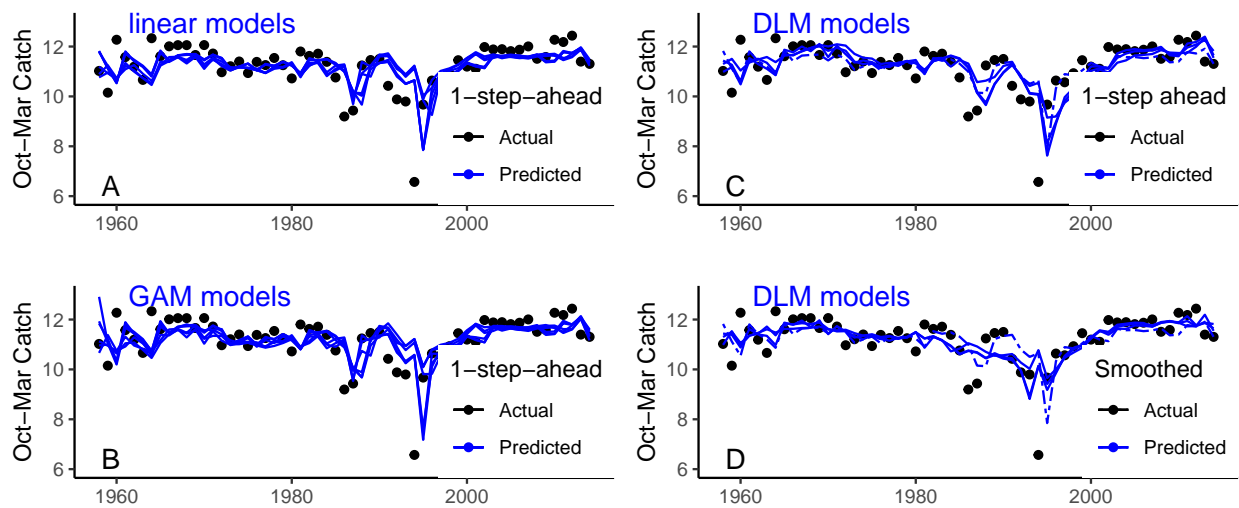 linear models
Oct−Mar Catch
12
10
8
6
1−step−ahead
Actual
Predicted
A
1960
1980
2000
DLM models
Oct−Mar Catch
12
10
8
6
1−step ahead
Actual
Predicted
C
1960
1980
2000
GAM models
Oct−Mar Catch
12
10
8
6
1−step−ahead
Actual
Predicted
B
1960
1980
2000
DLM models
Oct−Mar Catch
12
10
8
6
Smoothed
Actual
Predicted
D
1960
1980
2000